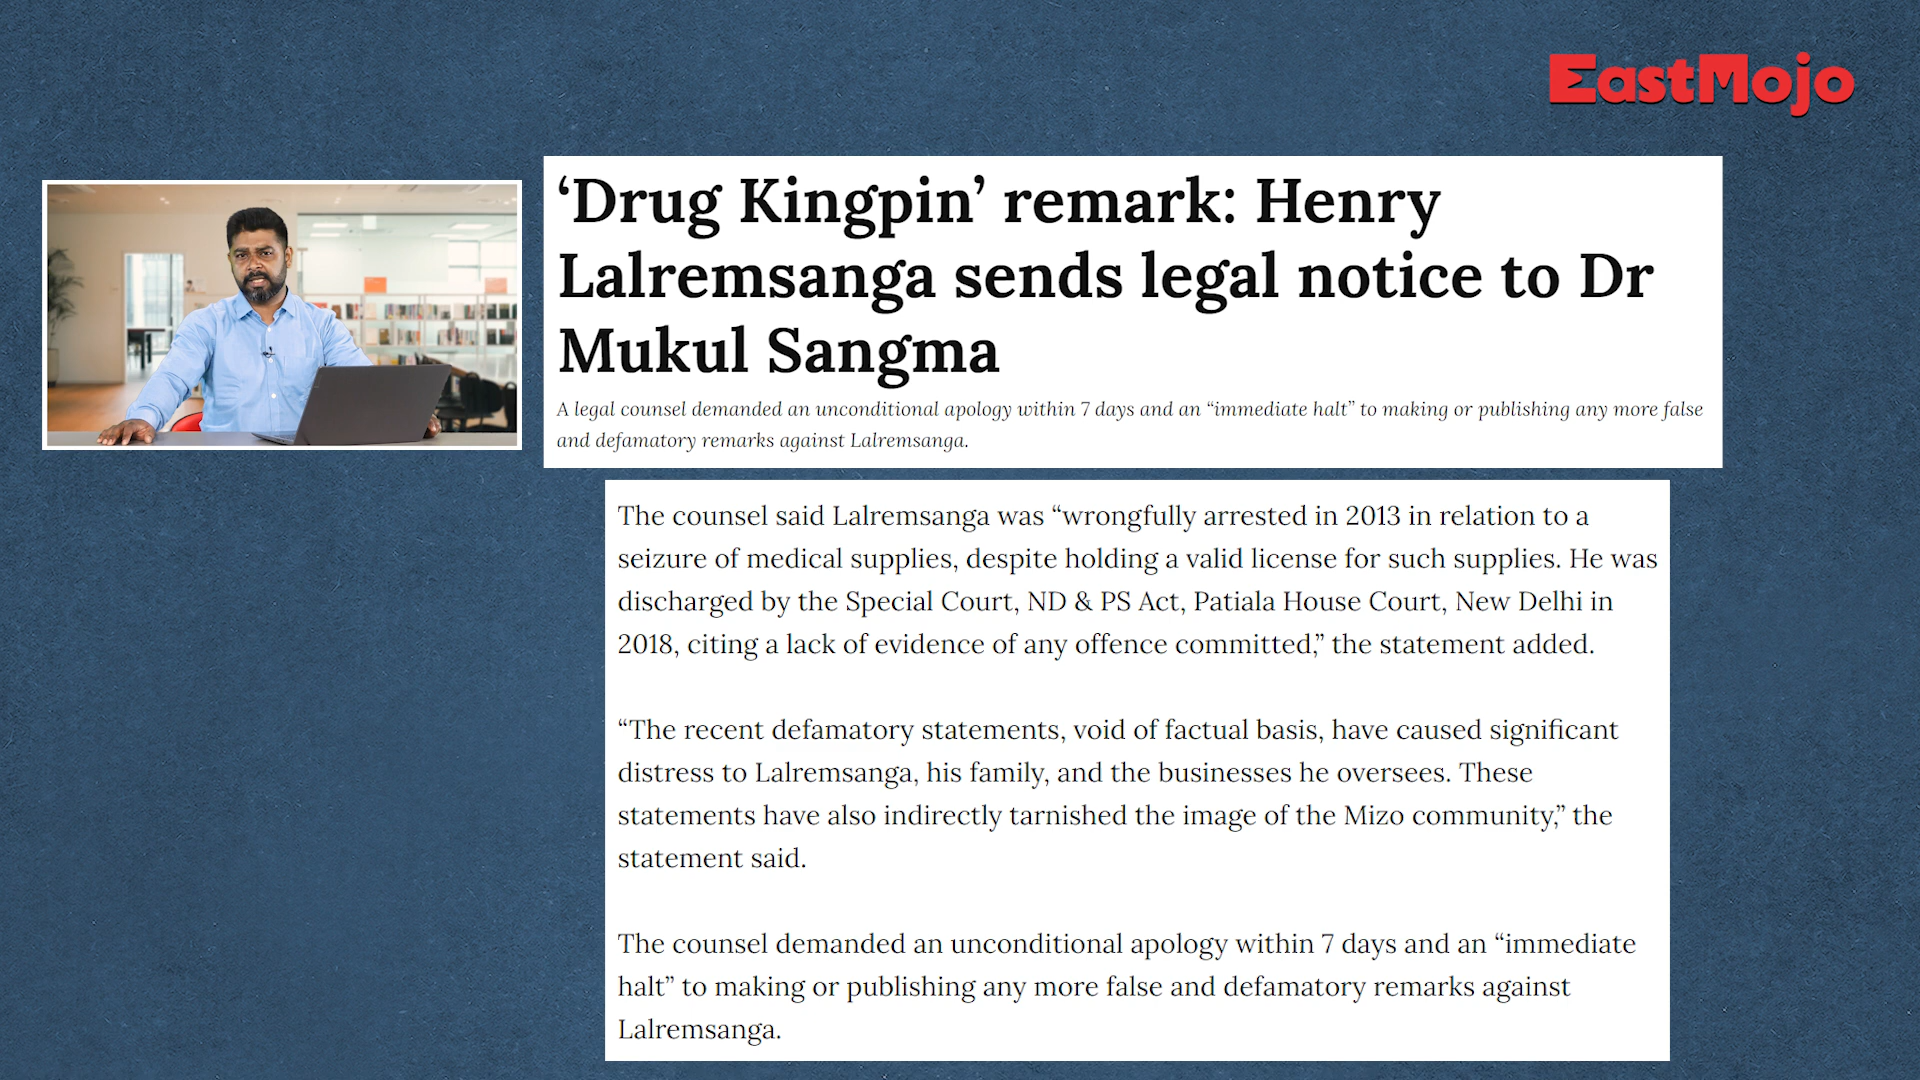 EastMojo
‘Drug Kingpin’ remark: Henry
Lalremsanga sends legal notice to Dr
Mukul Sangma
A legal counsel demanded an unconditional apology within 7 days and an “immediate halt” to making or publishing any more false
and defamatory remarks against Lalremsanga.
The counsel said Lalremsanga was “wrongfully arrested in 2013 in relation to a
seizure of medical supplies, despite holding a valid license for such supplies. He was
discharged by the Special Court, ND & PS Act, Patiala House Court, New Delhi in
2018, citing a lack of evidence of any offence committed,” the statement added.
“The recent defamatory statements, void of factual basis, have caused significant
distress to Lalremsanga, his family, and the businesses he oversees. These
statements have also indirectly tarnished the image of the Mizo community,” the
statement said.
The counsel demanded an unconditional apology within 7 days and an “immediate
halt” to making or publishing any more false and defamatory remarks against
Lalremsanga.